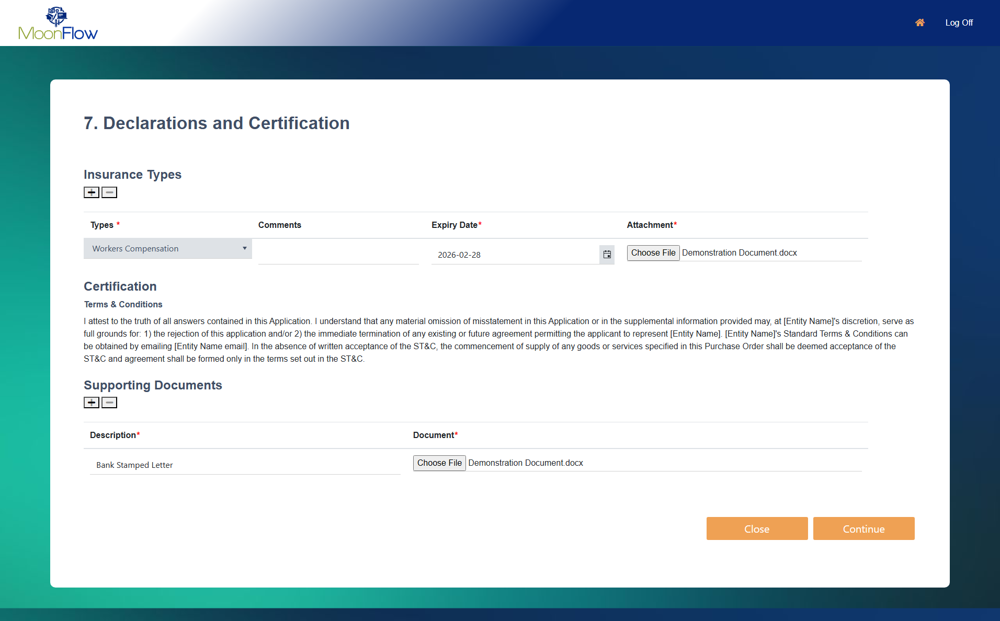 MoonFlow
Log Off
7. Declarations and Certification
Insurance Types
Types *
Comments
Expiry Date*
Attachment*
Workers Compensation
2026-02-28
Choose File Demonstration Document.docx
Certification
Terms & Conditions
I attest to the truth of all answers contained in this Application. I understand that any material omission of misstatement in this Application or in the supplemental information provided may, at [Entity Name]'s discretion, serve as
full grounds for: 1) the rejection of this application and/or 2) the immediate termination of any existing or future agreement permitting the applicant to represent [Entity Name]. [Entity Name]'s Standard Terms & Conditions can
be obtained by emailing [Entity Name email]. In the absence of written acceptance of the ST&C, the commencement of supply of any goods or services specified in this Purchase Order shall be deemed acceptance of the
ST&C and agreement shall be formed only in the terms set out in the ST&C.
Supporting Documents
Description*
Document*
Bank Stamped Letter
Choose File Demonstration Document.docx
Close
Continue